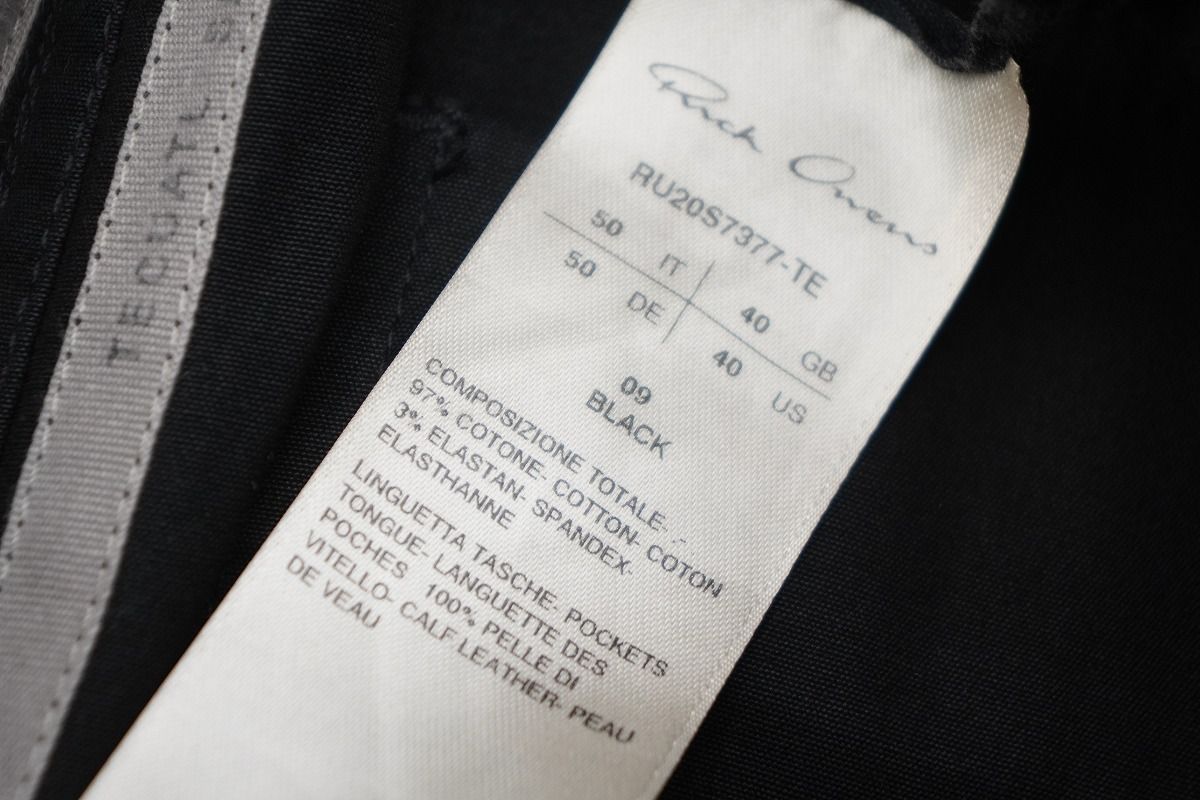 TECUATL
Rick Owens
RU20S7377-TE
50 IT 40 GB
50 DE 40 US
09
BLACK
COMPOSIZIONE TOTALE-
97% COTONE- COTTON- COTON
3% ELASTAN- SPANDEX-
ELASTHANNE
LINGUETTA TASCHE- POCKETS
TONGUE- LANGUETTE DES
POCHES 100% PELLE DI
VITELLO- CALF LEATHER- PEAU
DE VEAU